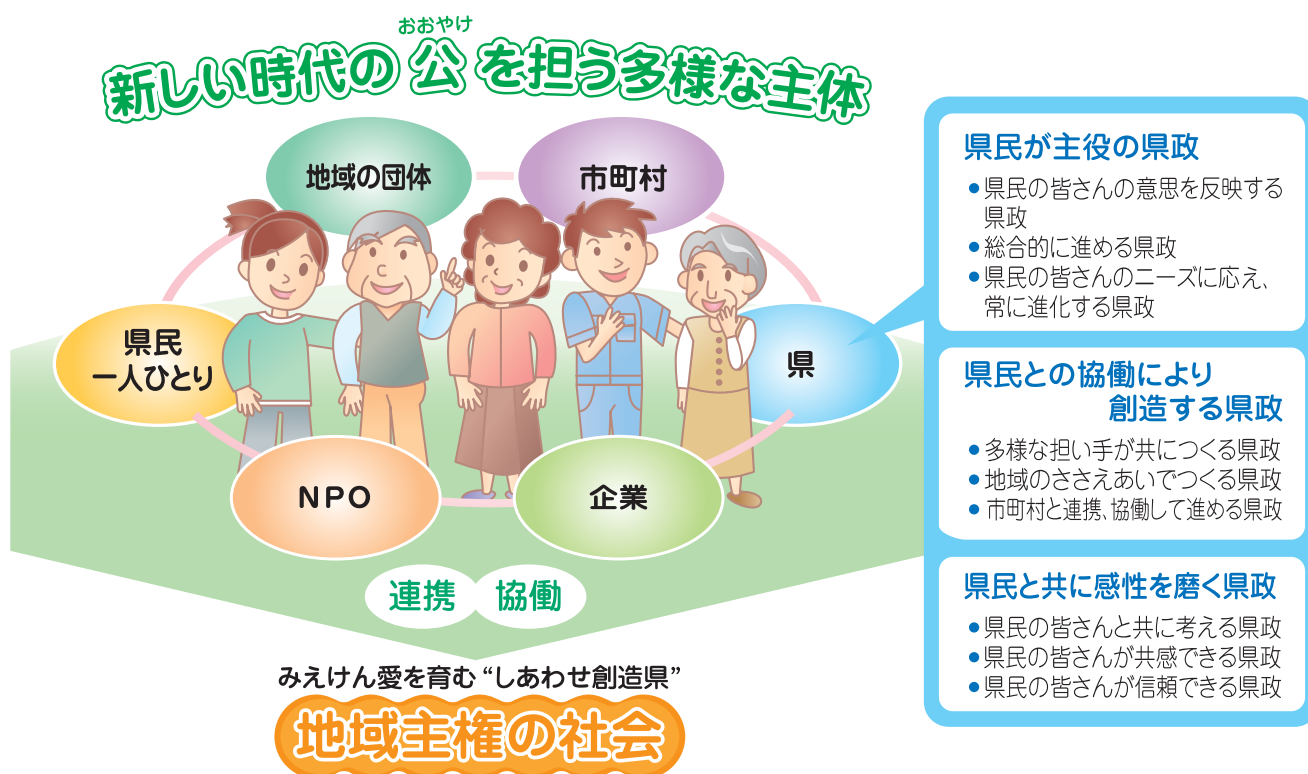 おおやけ
新しい時代の 公 を担う多様な主体
地域の団体
市町村
県民
一人ひとり
県
NPO
企業
連携 協働
みえけん愛を育む “しあわせ創造県”
地域主権の社会
県民が主役の県政
●県民の皆さんの意思を反映する
県政
●総合的に進める県政
●県民の皆さんのニーズに応え、
常に進化する県政
県民との協働により
創造する県政
●多様な担い手が共につくる県政
●地域のささえあいでつくる県政
●市町村と連携、協働して進める県政
県民と共に感性を磨く県政
●県民の皆さんと共に考える県政
●県民の皆さんが共感できる県政
●県民の皆さんが信頼できる県政